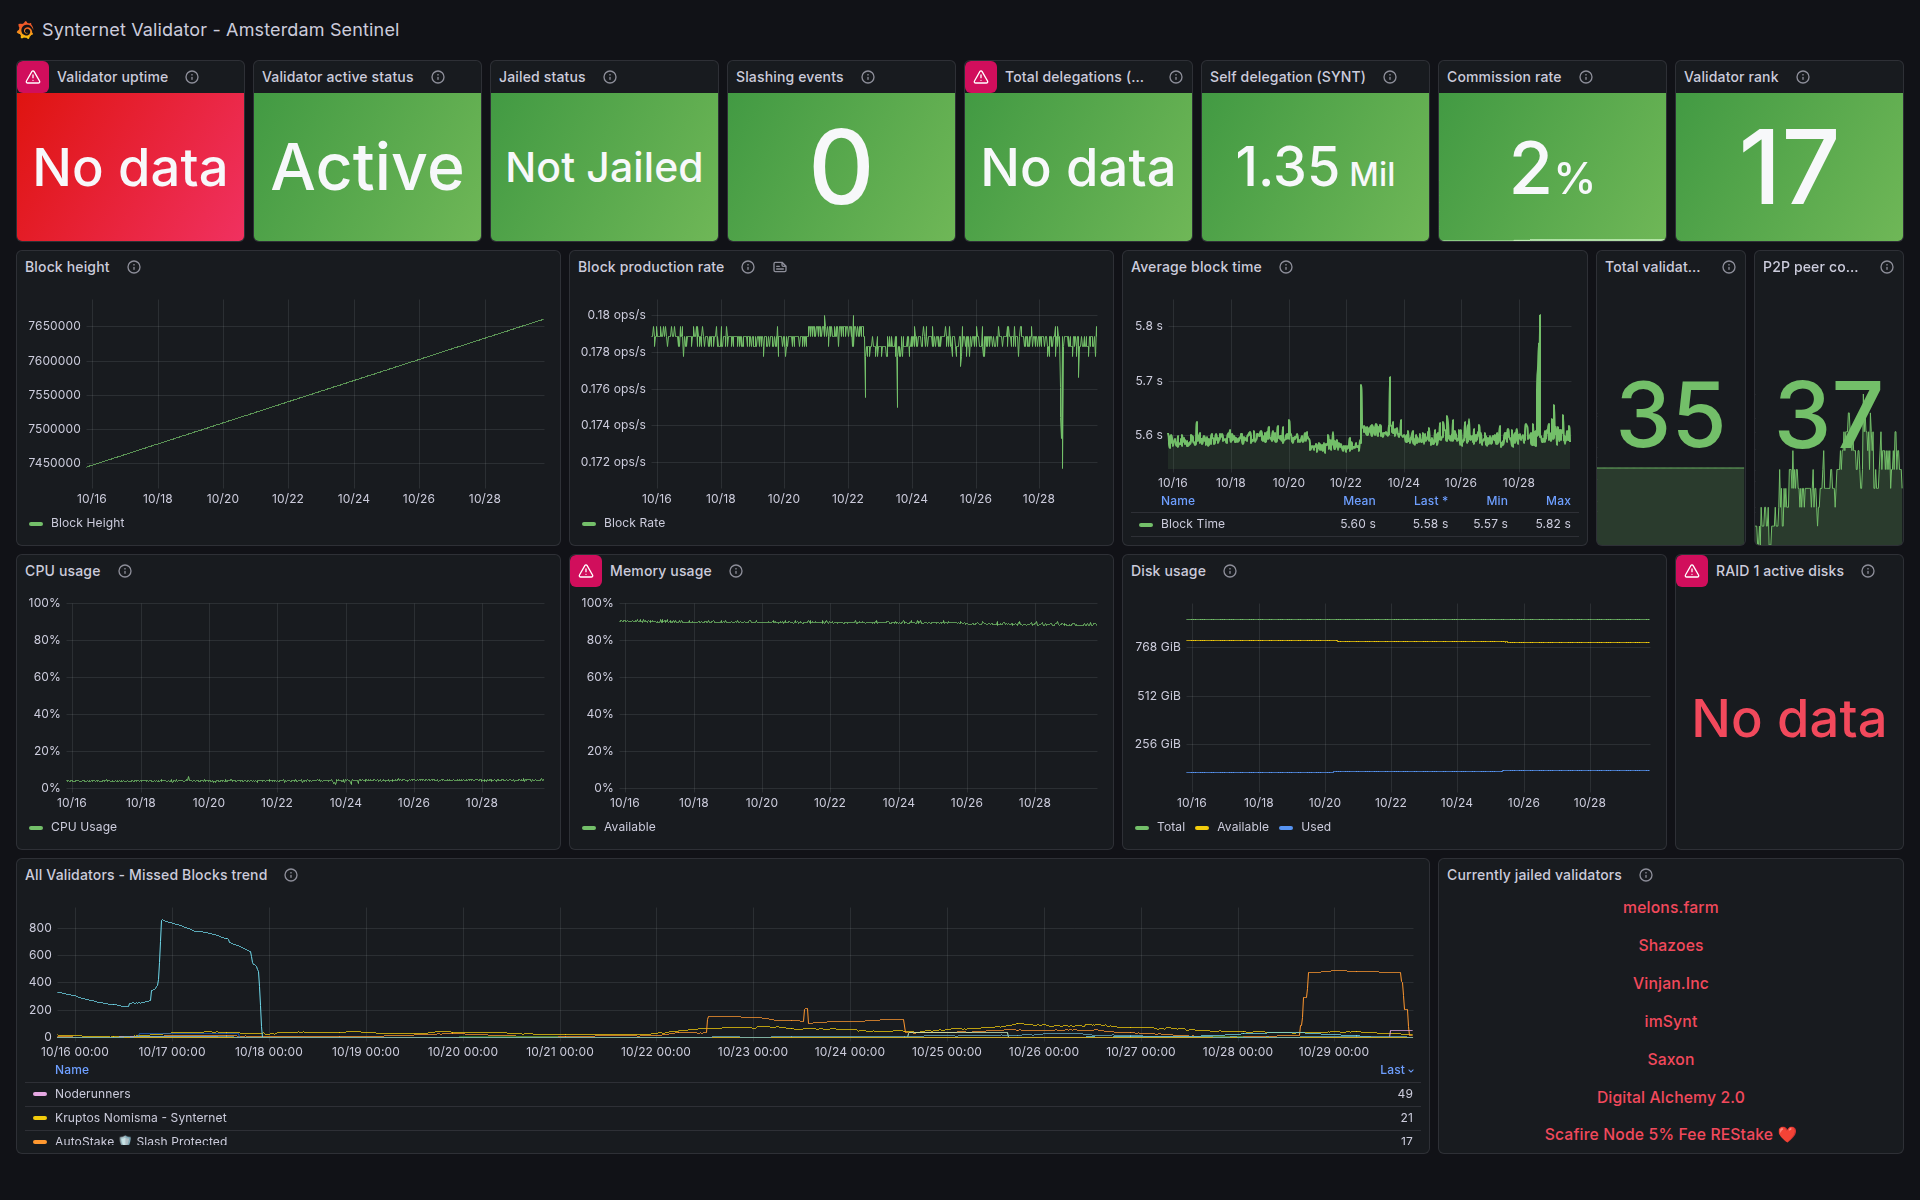 Synternet Validator - Amsterdam Sentinel
Validator uptime
Validator active status
Jailed status
Slashing events
Total delegations (...
Self delegation (SYNT)
Commission rate
Validator rank
No data
Active
Not Jailed
0
No data
1.35 Mil
2%
17
Block height
7650000
7600000
7550000
7500000
7450000
10/16 10/18 10/20 10/22 10/24 10/26 10/28
Block Height
Block production rate
0.18 ops/s
0.178 ops/s
0.176 ops/s
0.174 ops/s
0.172 ops/s
10/16 10/18 10/20 10/22 10/24 10/26 10/28
Block Rate
Average block time
5.8 s
5.7 s
5.6 s
10/16 10/18 10/20 10/22 10/24 10/26 10/28
Name Mean Last * Min Max
Block Time 5.60 s 5.58 s 5.57 s 5.82 s
Total validat...
35
P2P peer co...
37
CPU usage
100%
80%
60%
40%
20%
0%
10/16 10/18 10/20 10/22 10/24 10/26 10/28
CPU Usage
Memory usage
100%
80%
60%
40%
20%
0%
10/16 10/18 10/20 10/22 10/24 10/26 10/28
Available
Disk usage
768 GiB
512 GiB
256 GiB
10/16 10/18 10/20 10/22 10/24 10/26 10/28
Total Available Used
RAID 1 active disks
No data
All Validators - Missed Blocks trend
800
600
400
200
0
10/16 00:00 10/17 00:00 10/18 00:00 10/19 00:00 10/20 00:00 10/21 00:00 10/22 00:00 10/23 00:00 10/24 00:00 10/25 00:00 10/26 00:00 10/27 00:00 10/28 00:00 10/29 00:00
Name Last
Noderunners 49
Kruptos Nomisma - Synternet 21
AutoStake 🛡️ Slash Protected 17
Currently jailed validators
melons.farm
Shazoes
Vinjan.Inc
imSynt
Saxon
Digital Alchemy 2.0
Scafire Node 5% Fee REStake ❤️